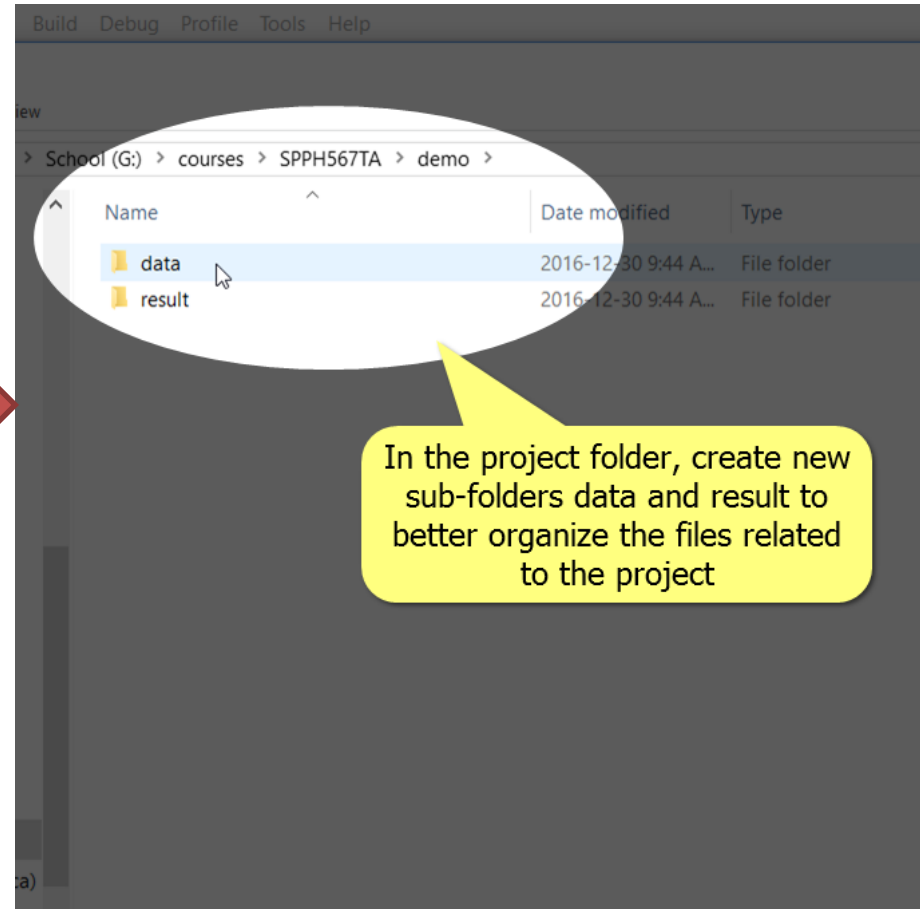 Build Debug Profile Tools Help
iew
> School (G:) > courses > SPPH567TA > demo >
Name Date modified Type
data 2016-12-30 9:44 A... File folder
result 2016-12-30 9:44 A... File folder
In the project folder, create new
sub-folders data and result to
better organize the files related
to the project
ca)